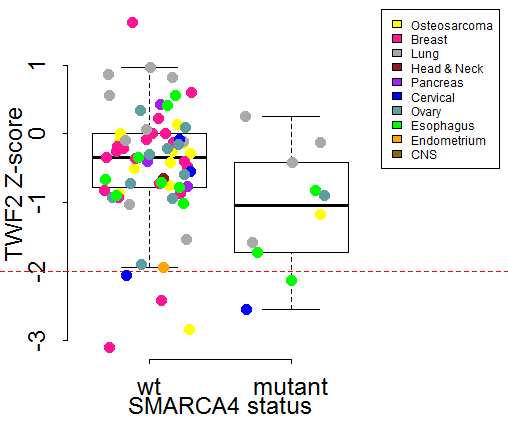 Osteosarcoma
Breast
Lung
Head & Neck
Pancreas
Cervical
Ovary
Esophagus
Endometrium
CNS
TWF2 Z-score
1
0
-1
-2
-3
wt mutant
SMARCA4 status